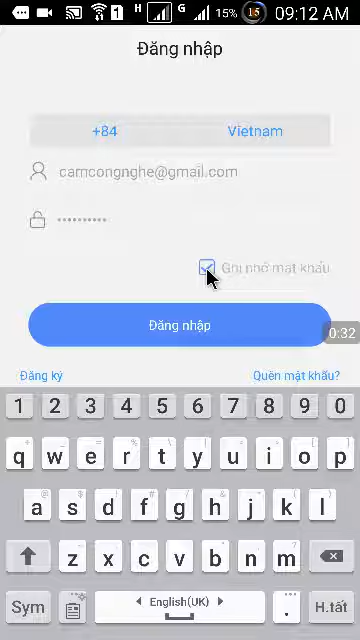 1 H G 15% 15 09:12 AM
Đăng nhập
+84 Vietnam
camcongnghe@gmail.com
••••••••••
Ghi nhớ mật khẩu
Đăng nhập
0:32
Đăng ký Quên mật khẩu?
1 2 3 4 5 6 7 8 9 0
q w e r t y u i o p
a s d f g h j k l
z x c v b n m
Sym English(UK) . H.tất